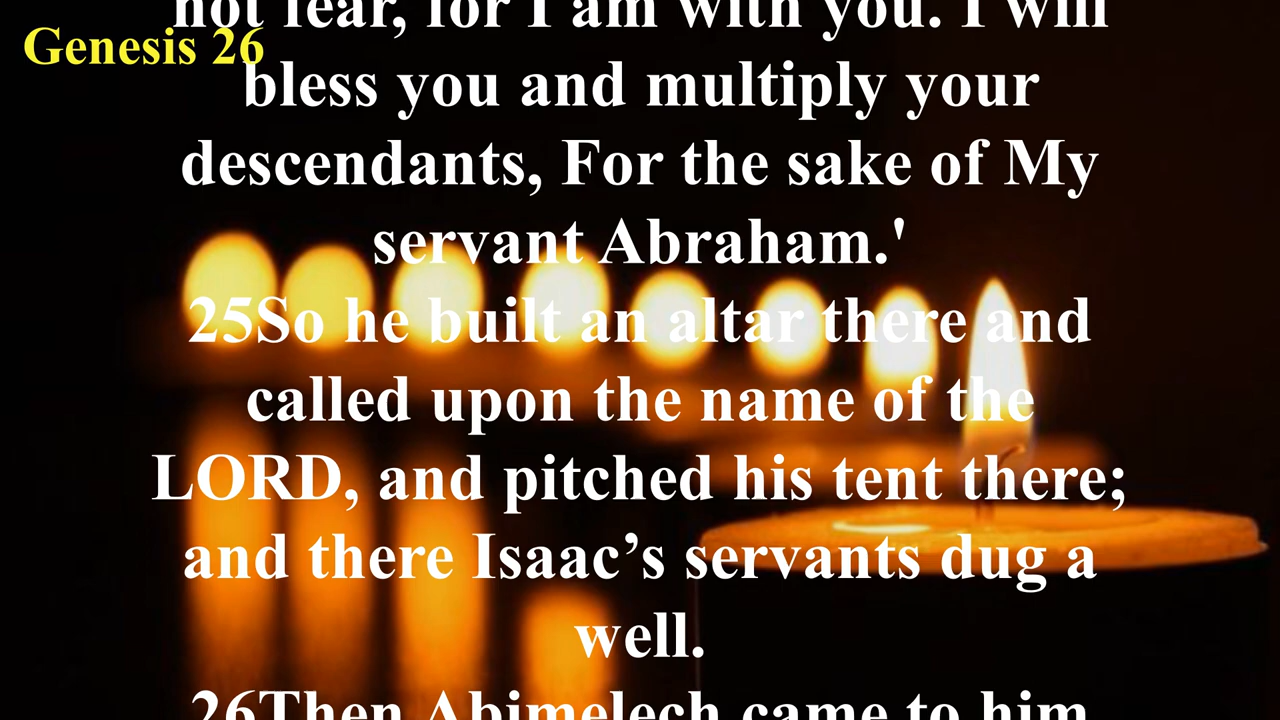 Genesis 26
not fear, for I am with you. I will
bless you and multiply your
descendants, For the sake of My
servant Abraham.'
25So he built an altar there and
called upon the name of the
LORD, and pitched his tent there;
and there Isaac’s servants dug a
well.
26Then Abimelech came to him